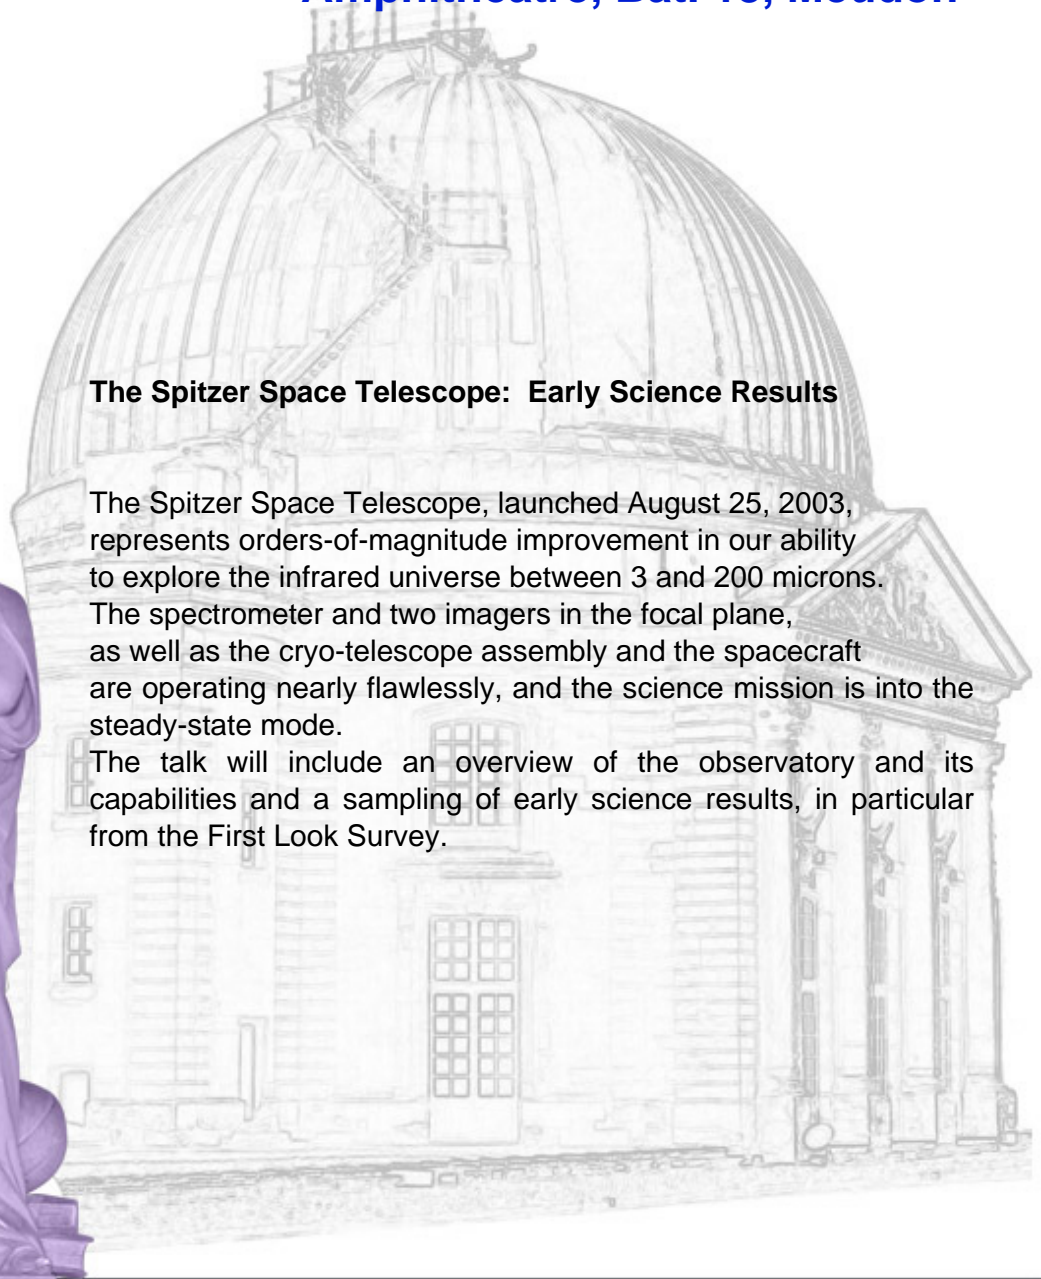 The Spitzer Space Telescope: Early Science Results
The Spitzer Space Telescope, launched August 25, 2003,
represents orders-of-magnitude improvement in our ability
to explore the infrared universe between 3 and 200 microns.
The spectrometer and two imagers in the focal plane,
as well as the cryo-telescope assembly and the spacecraft
are operating nearly flawlessly, and the science mission is into the
steady-state mode.
The talk will include an overview of the observatory and its
capabilities and a sampling of early science results, in particular
from the First Look Survey.